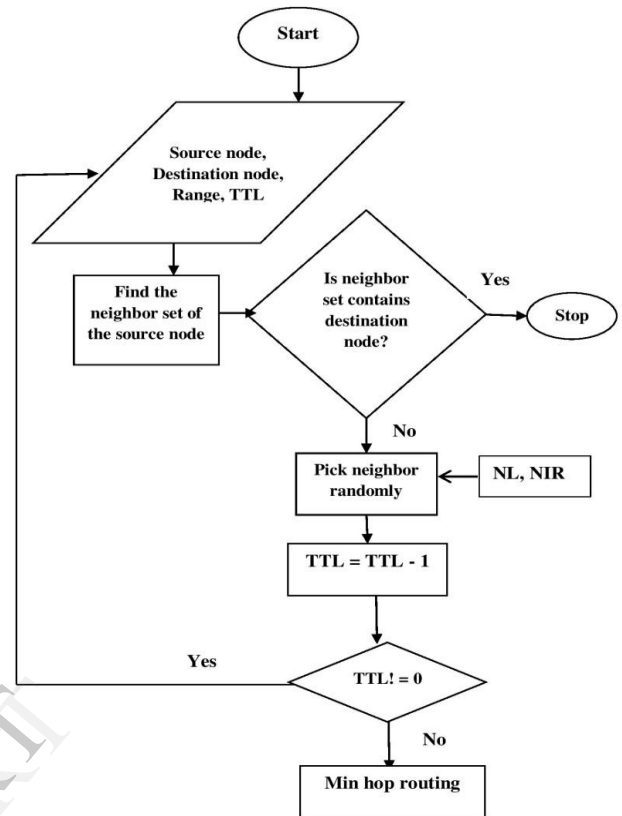 Start
Source node,
Destination node,
Range, TTL
Find the
neighbor set of
the source node
Is neighbor
set contains
destination
node?
Yes
Stop
No
Pick neighbor
randomly
NL, NIR
TTL = TTL - 1
Yes
TTL! = 0
No
Min hop routing